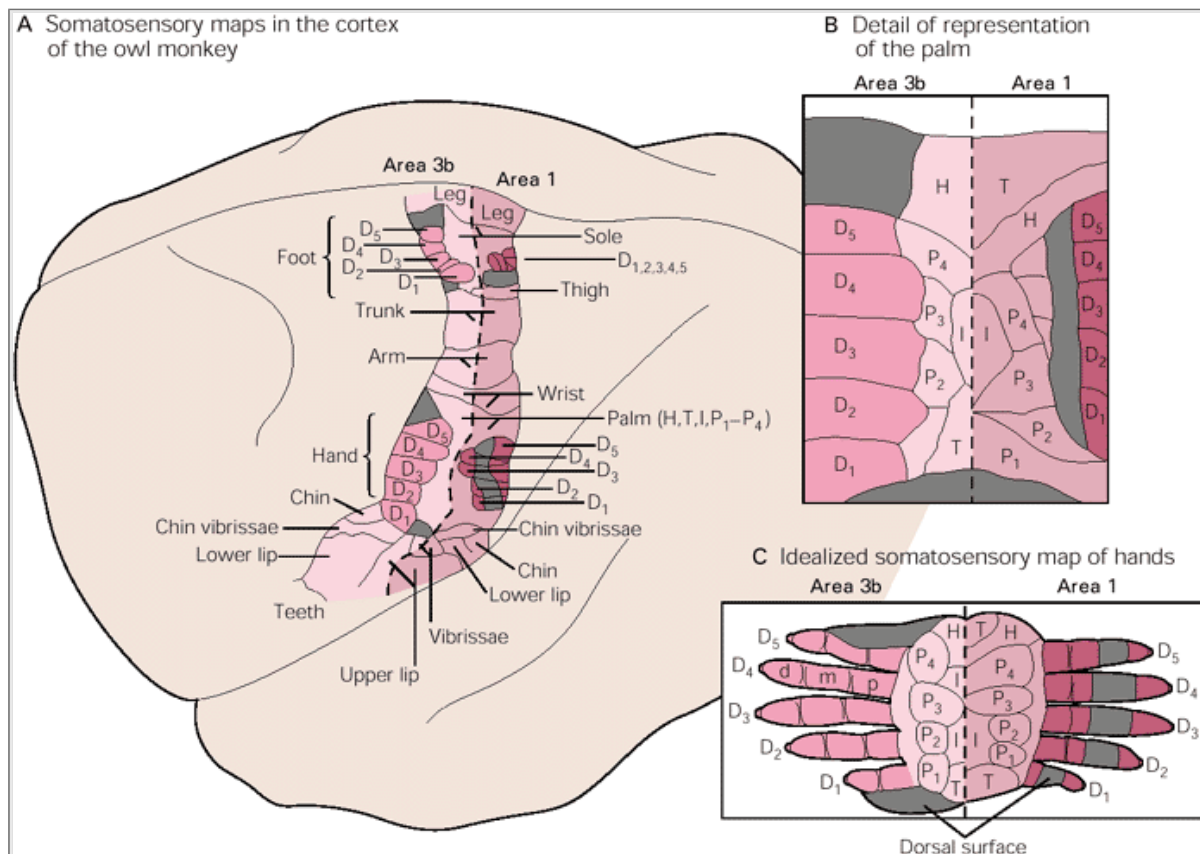 A Somatosensory maps in the cortex
of the owl monkey
Area 3b
Area 1
Leg
Leg
Foot
D5
D4
D3
D2
D1
Sole
D1,2,3,4,5
Thigh
Trunk
Arm
Wrist
Palm (H,T,I,P1–P4)
Hand
D5
D4
D3
D2
D1
D5
D4
D3
D2
D1
Chin
Chin vibrissae
Lower lip
Teeth
Chin vibrissae
Chin
Lower lip
Vibrissae
Upper lip
B Detail of representation
of the palm
Area 3b
Area 1
H
T
H
D5
P4
D5
D4
D4
P3
I
I
P4
D3
D3
P2
P3
D2
D2
P2
D1
D1
T
P1
C Idealized somatosensory map of hands
Area 3b
Area 1
D5
H
T
H
D5
D4
d
m
p
P4
I
P4
D4
D3
P3
P3
D3
D2
P2
I
I
P2
D2
P1
D1
P1
T
T
D1
Dorsal surface